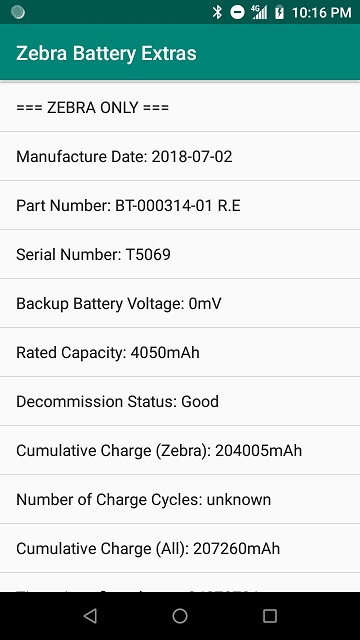 4G 10:16 PM
Zebra Battery Extras
=== ZEBRA ONLY ===
Manufacture Date: 2018-07-02
Part Number: BT-000314-01 R.E
Serial Number: T5069
Backup Battery Voltage: 0mV
Rated Capacity: 4050mAh
Decommission Status: Good
Cumulative Charge (Zebra): 204005mAh
Number of Charge Cycles: unknown
Cumulative Charge (All): 207260mAh